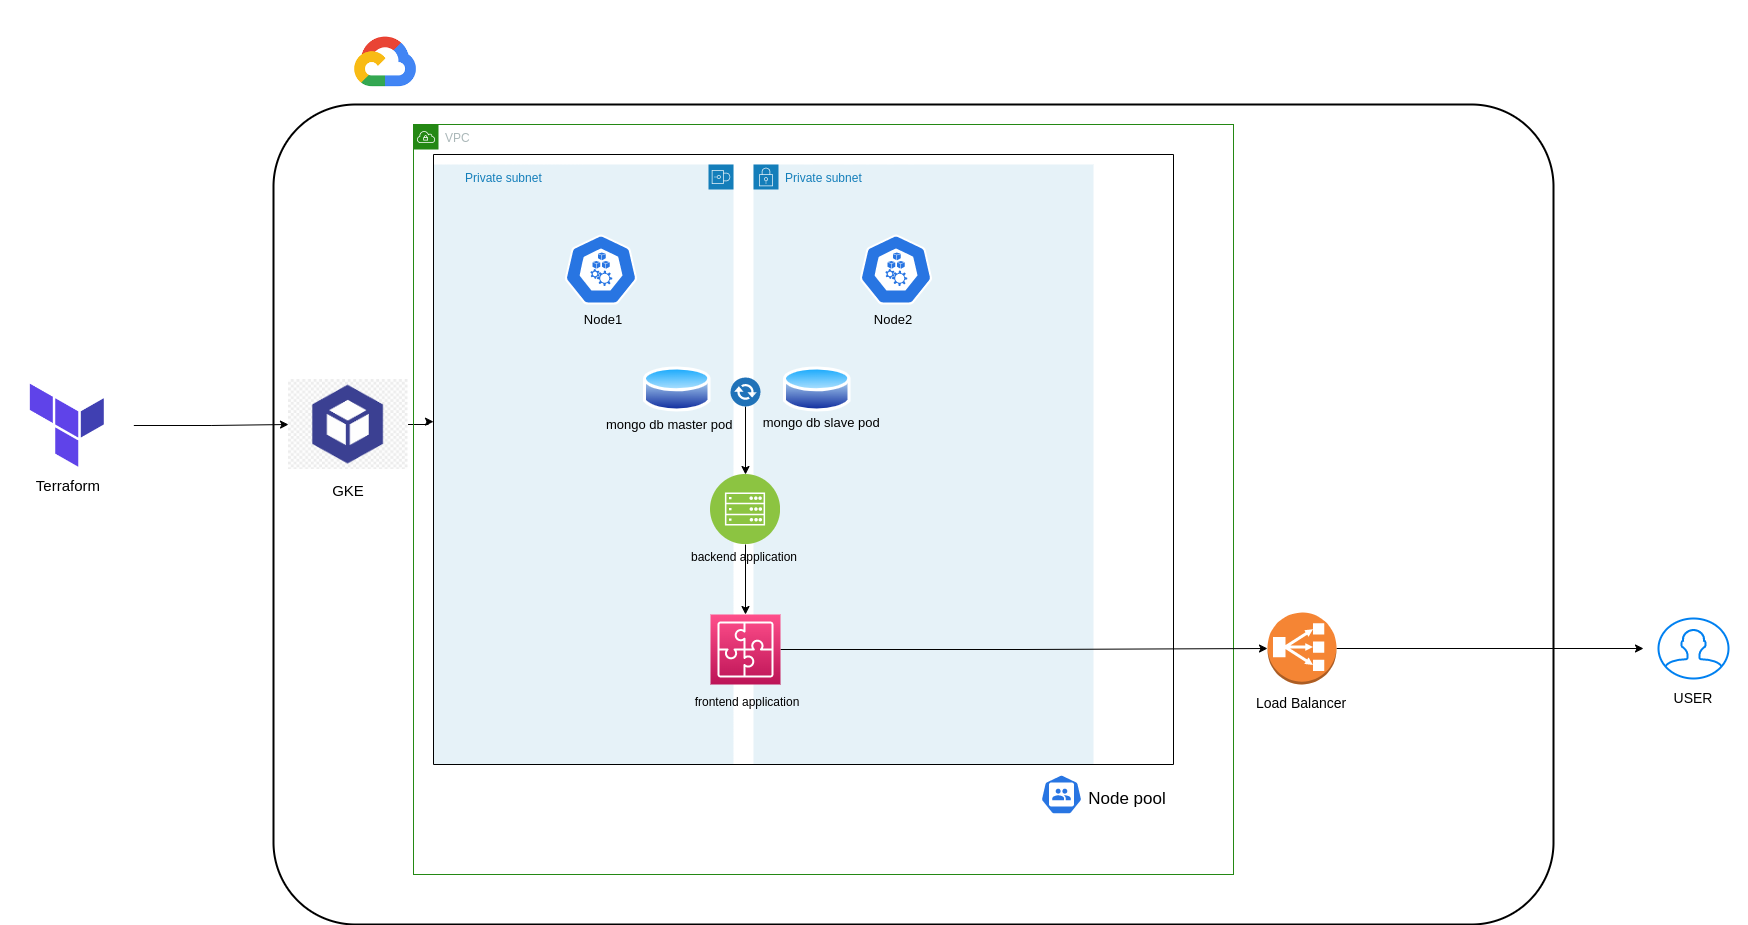 VPC
Private subnet
Private subnet
Node1
Node2
mongo db master pod
mongo db slave pod
Terraform
GKE
backend application
frontend application
Load Balancer
USER
Node pool